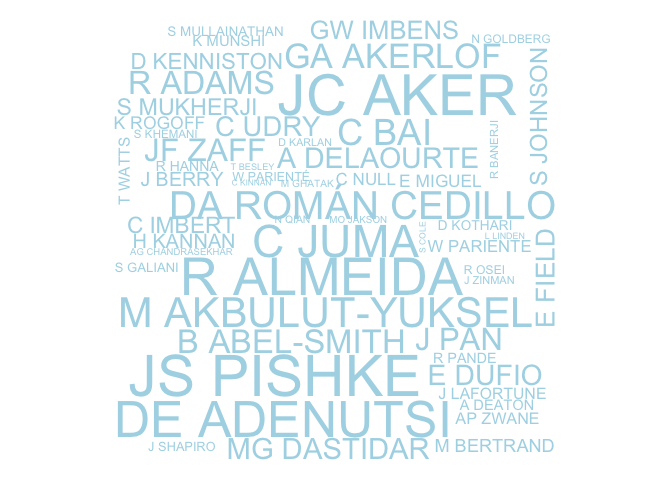 S MULLAINATHAN
GW IMBENS
N GOLDBERG
K MUNSHI
D KENNISTON
GA AKERLOF
R ADAMS
JC AKER
S JOHNSON
S MUKHERJI
K ROGOFF
C UDRY
C BAI
S KHEMANI
D KARLAN
R BANERJI
T WATTS
JF ZAFF
A DELAOURTE
R HANNA
T BESLEY
J BERRY
W PARIENTÉ
C NULL
E MIGUEL
C KINNAN
M GHATAK
DA ROMÁN CEDILLO
C IMBERT
N QIAN
MO JAKSON
D KOTHARI
H KANNAN
C JUMA
S COLE
L LINDEN
W PARIENTE
AG CHANDRASEKHAR
E FIELD
S GALIANI
R ALMEIDA
R OSEI
J ZINMAN
M AKBULUT-YUKSEL
B ABEL-SMITH
J PAN
R PANDE
JS PISHKE
E DUFIO
J LAFORTUNE
DE ADENUTSI
A DEATON
AP ZWANE
J SHAPIRO
MG DASTIDAR
M BERTRAND